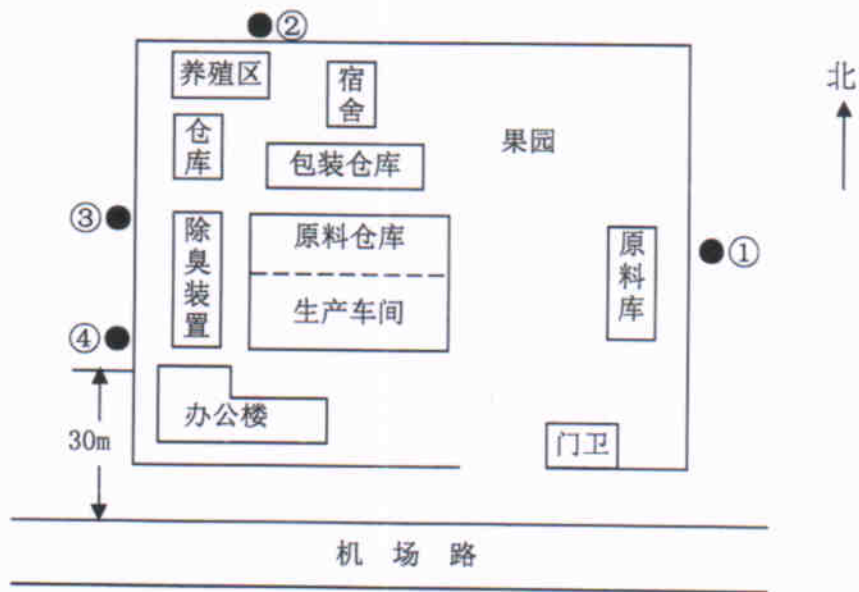 ②
养殖区
宿舍
北
仓库
包装仓库
果园
③
除臭装置
原料仓库
原料库
①
生产车间
④
办公楼
30m
门卫
机场路